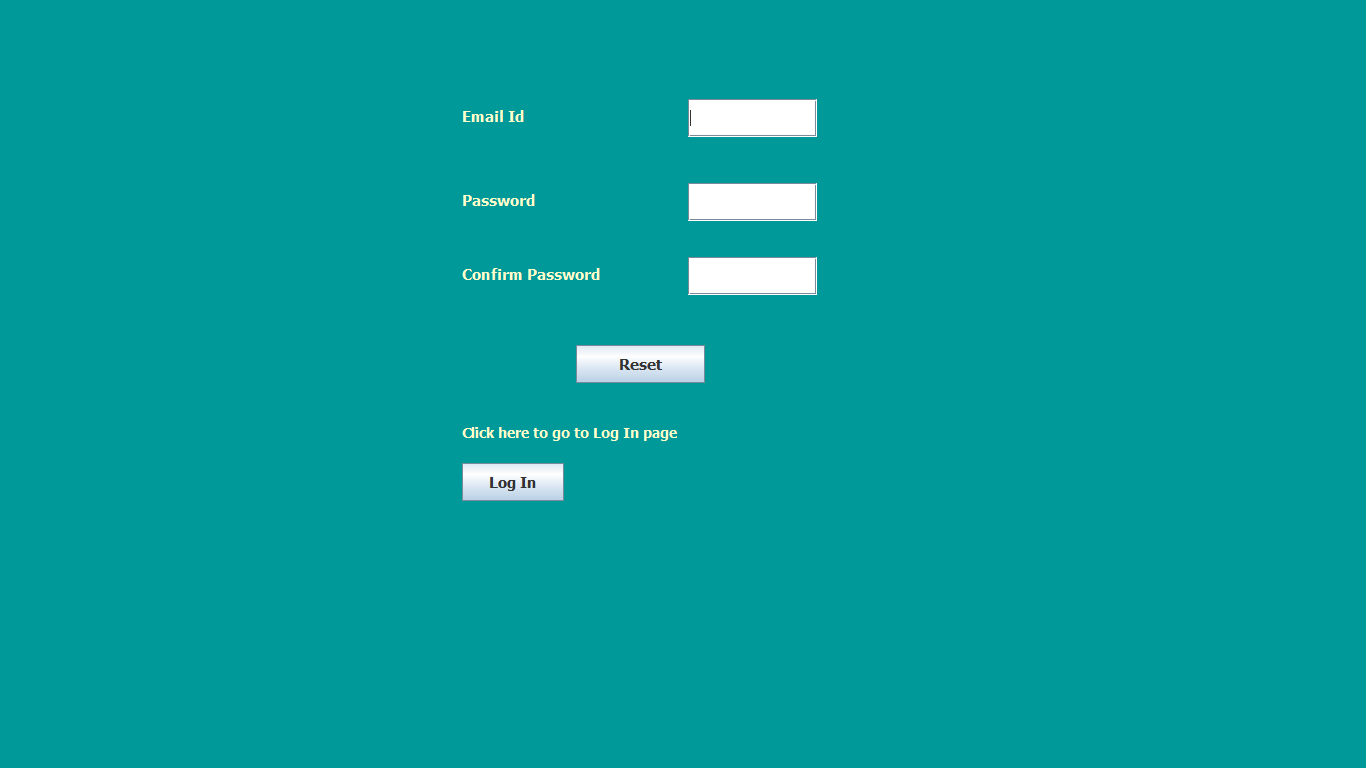 Email Id
Password
Confirm Password
Reset
Click here to go to Log In page
Log In